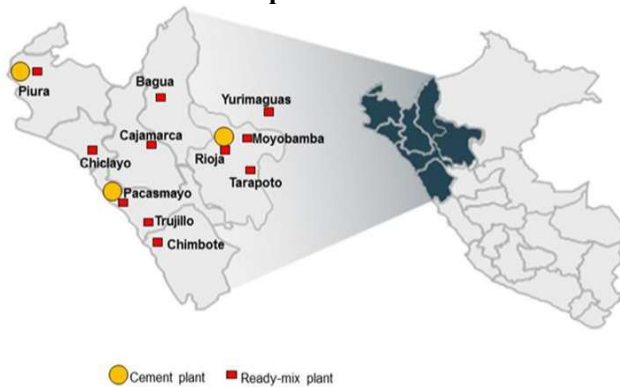 Piura
Bagua
Yurimaguas
Cajamarca
Moyobamba
Chiclayo
Rioja
Tarapoto
Pacasmayo
Trujillo
Chimbote
Cement plant
Ready-mix plant